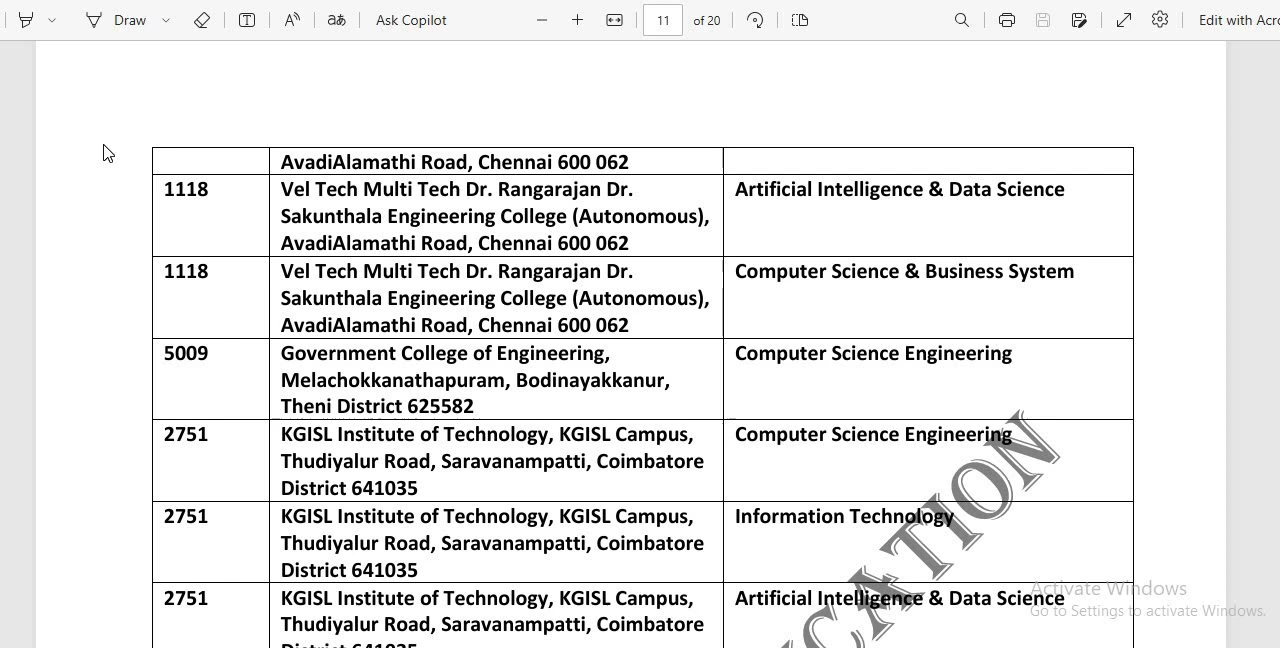 Draw
aあ
Ask Copilot
11
of 20
Edit with Acro
AvadiAlamathi Road, Chennai 600 062
1118
Vel Tech Multi Tech Dr. Rangarajan Dr.
Sakunthala Engineering College (Autonomous),
AvadiAlamathi Road, Chennai 600 062
Artificial Intelligence & Data Science
1118
Vel Tech Multi Tech Dr. Rangarajan Dr.
Sakunthala Engineering College (Autonomous),
AvadiAlamathi Road, Chennai 600 062
Computer Science & Business System
5009
Government College of Engineering,
Melachokkanathapuram, Bodinayakkanur,
Theni District 625582
Computer Science Engineering
2751
KGISL Institute of Technology, KGISL Campus,
Thudiyalur Road, Saravanampatti, Coimbatore
District 641035
Computer Science Engineering
2751
KGISL Institute of Technology, KGISL Campus,
Thudiyalur Road, Saravanampatti, Coimbatore
District 641035
Information Technology
2751
KGISL Institute of Technology, KGISL Campus,
Thudiyalur Road, Saravanampatti, Coimbatore
District 641035
Artificial Intelligence & Data Science
CATION
Activate Windows
Go to Settings to activate Windows.